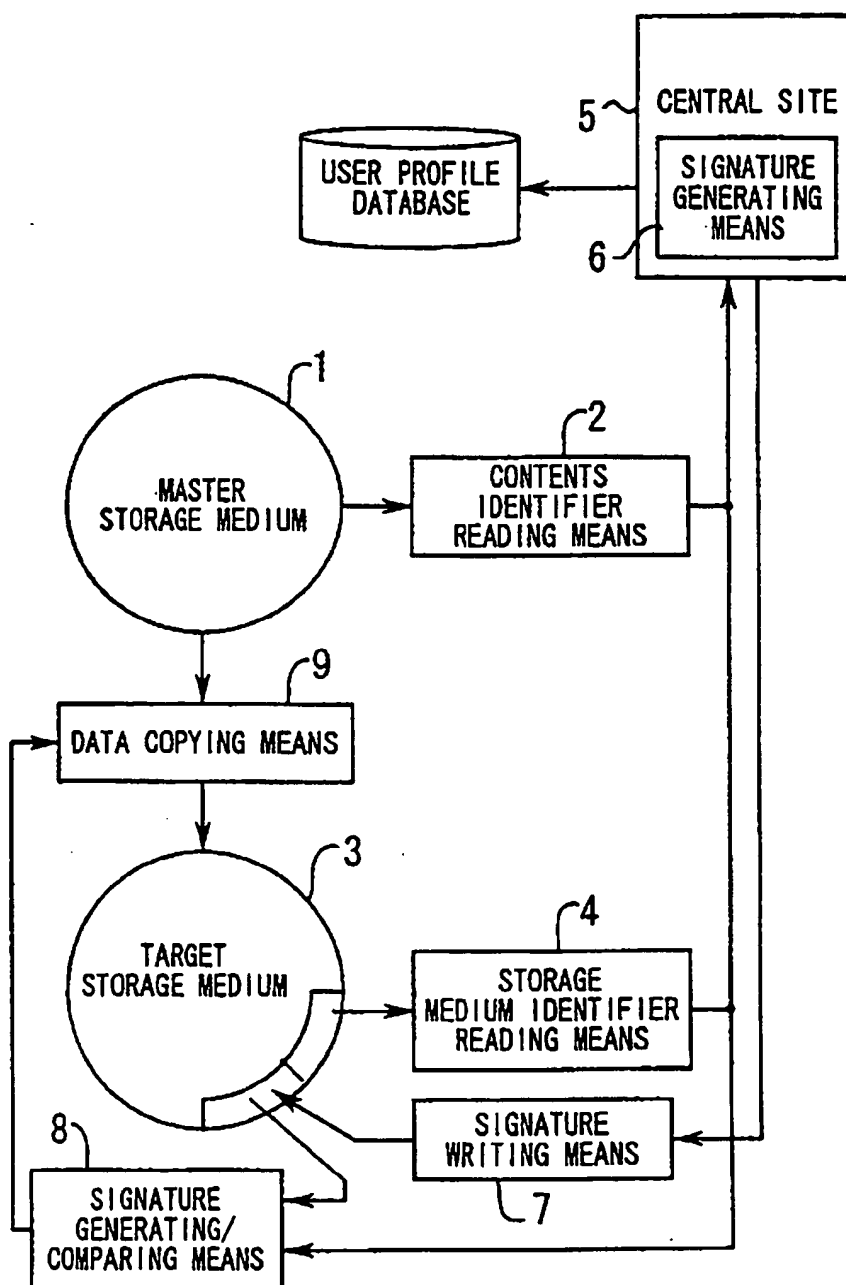 5
CENTRAL SITE
USER PROFILE
DATABASE
SIGNATURE
GENERATING
MEANS
6
1
MASTER
STORAGE MEDIUM
2
CONTENTS
IDENTIFIER
READING MEANS
9
DATA COPYING MEANS
3
TARGET
STORAGE MEDIUM
4
STORAGE
MEDIUM IDENTIFIER
READING MEANS
SIGNATURE
WRITING MEANS
7
8
SIGNATURE
GENERATING/
COMPARING MEANS